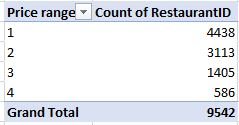 Price range Count of RestaurantID
1 4438
2 3113
3 1405
4 586
Grand Total 9542